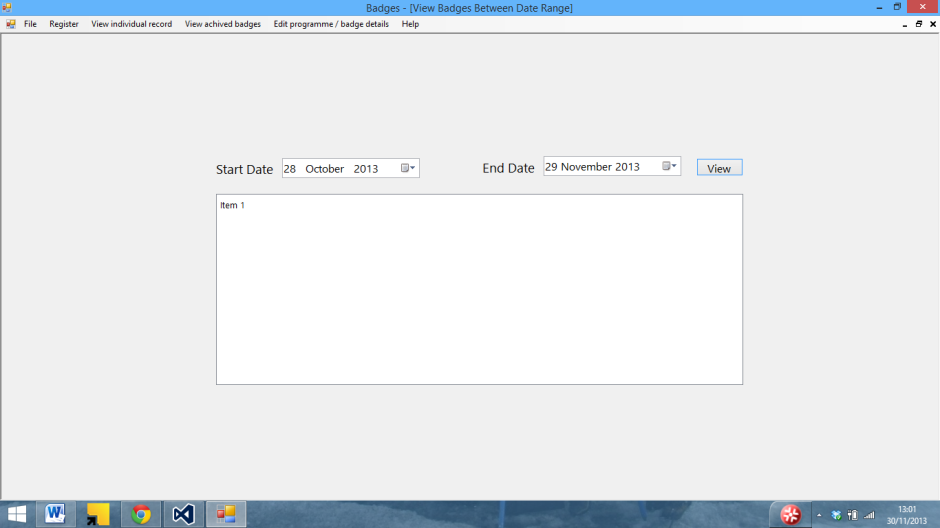 Badges - [View Badges Between Date Range]
File Register View individual record View achived badges Edit programme / badge details Help
Start Date 28 October 2013 End Date 29 November 2013 View
Item 1
13:01
30/11/2013